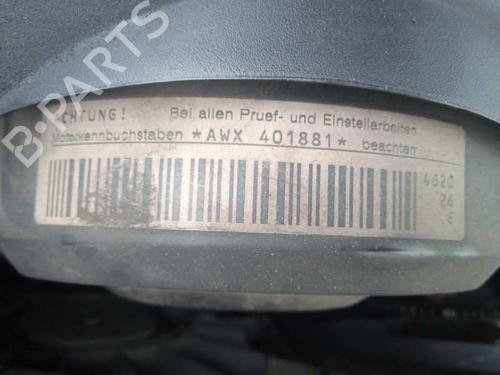 ACHTUNG! Bei allen Pruef- und Einstellarbeiten
Motorkennbuchstaben *AWX 401881* beachten
4620
26
6
B-PARTS